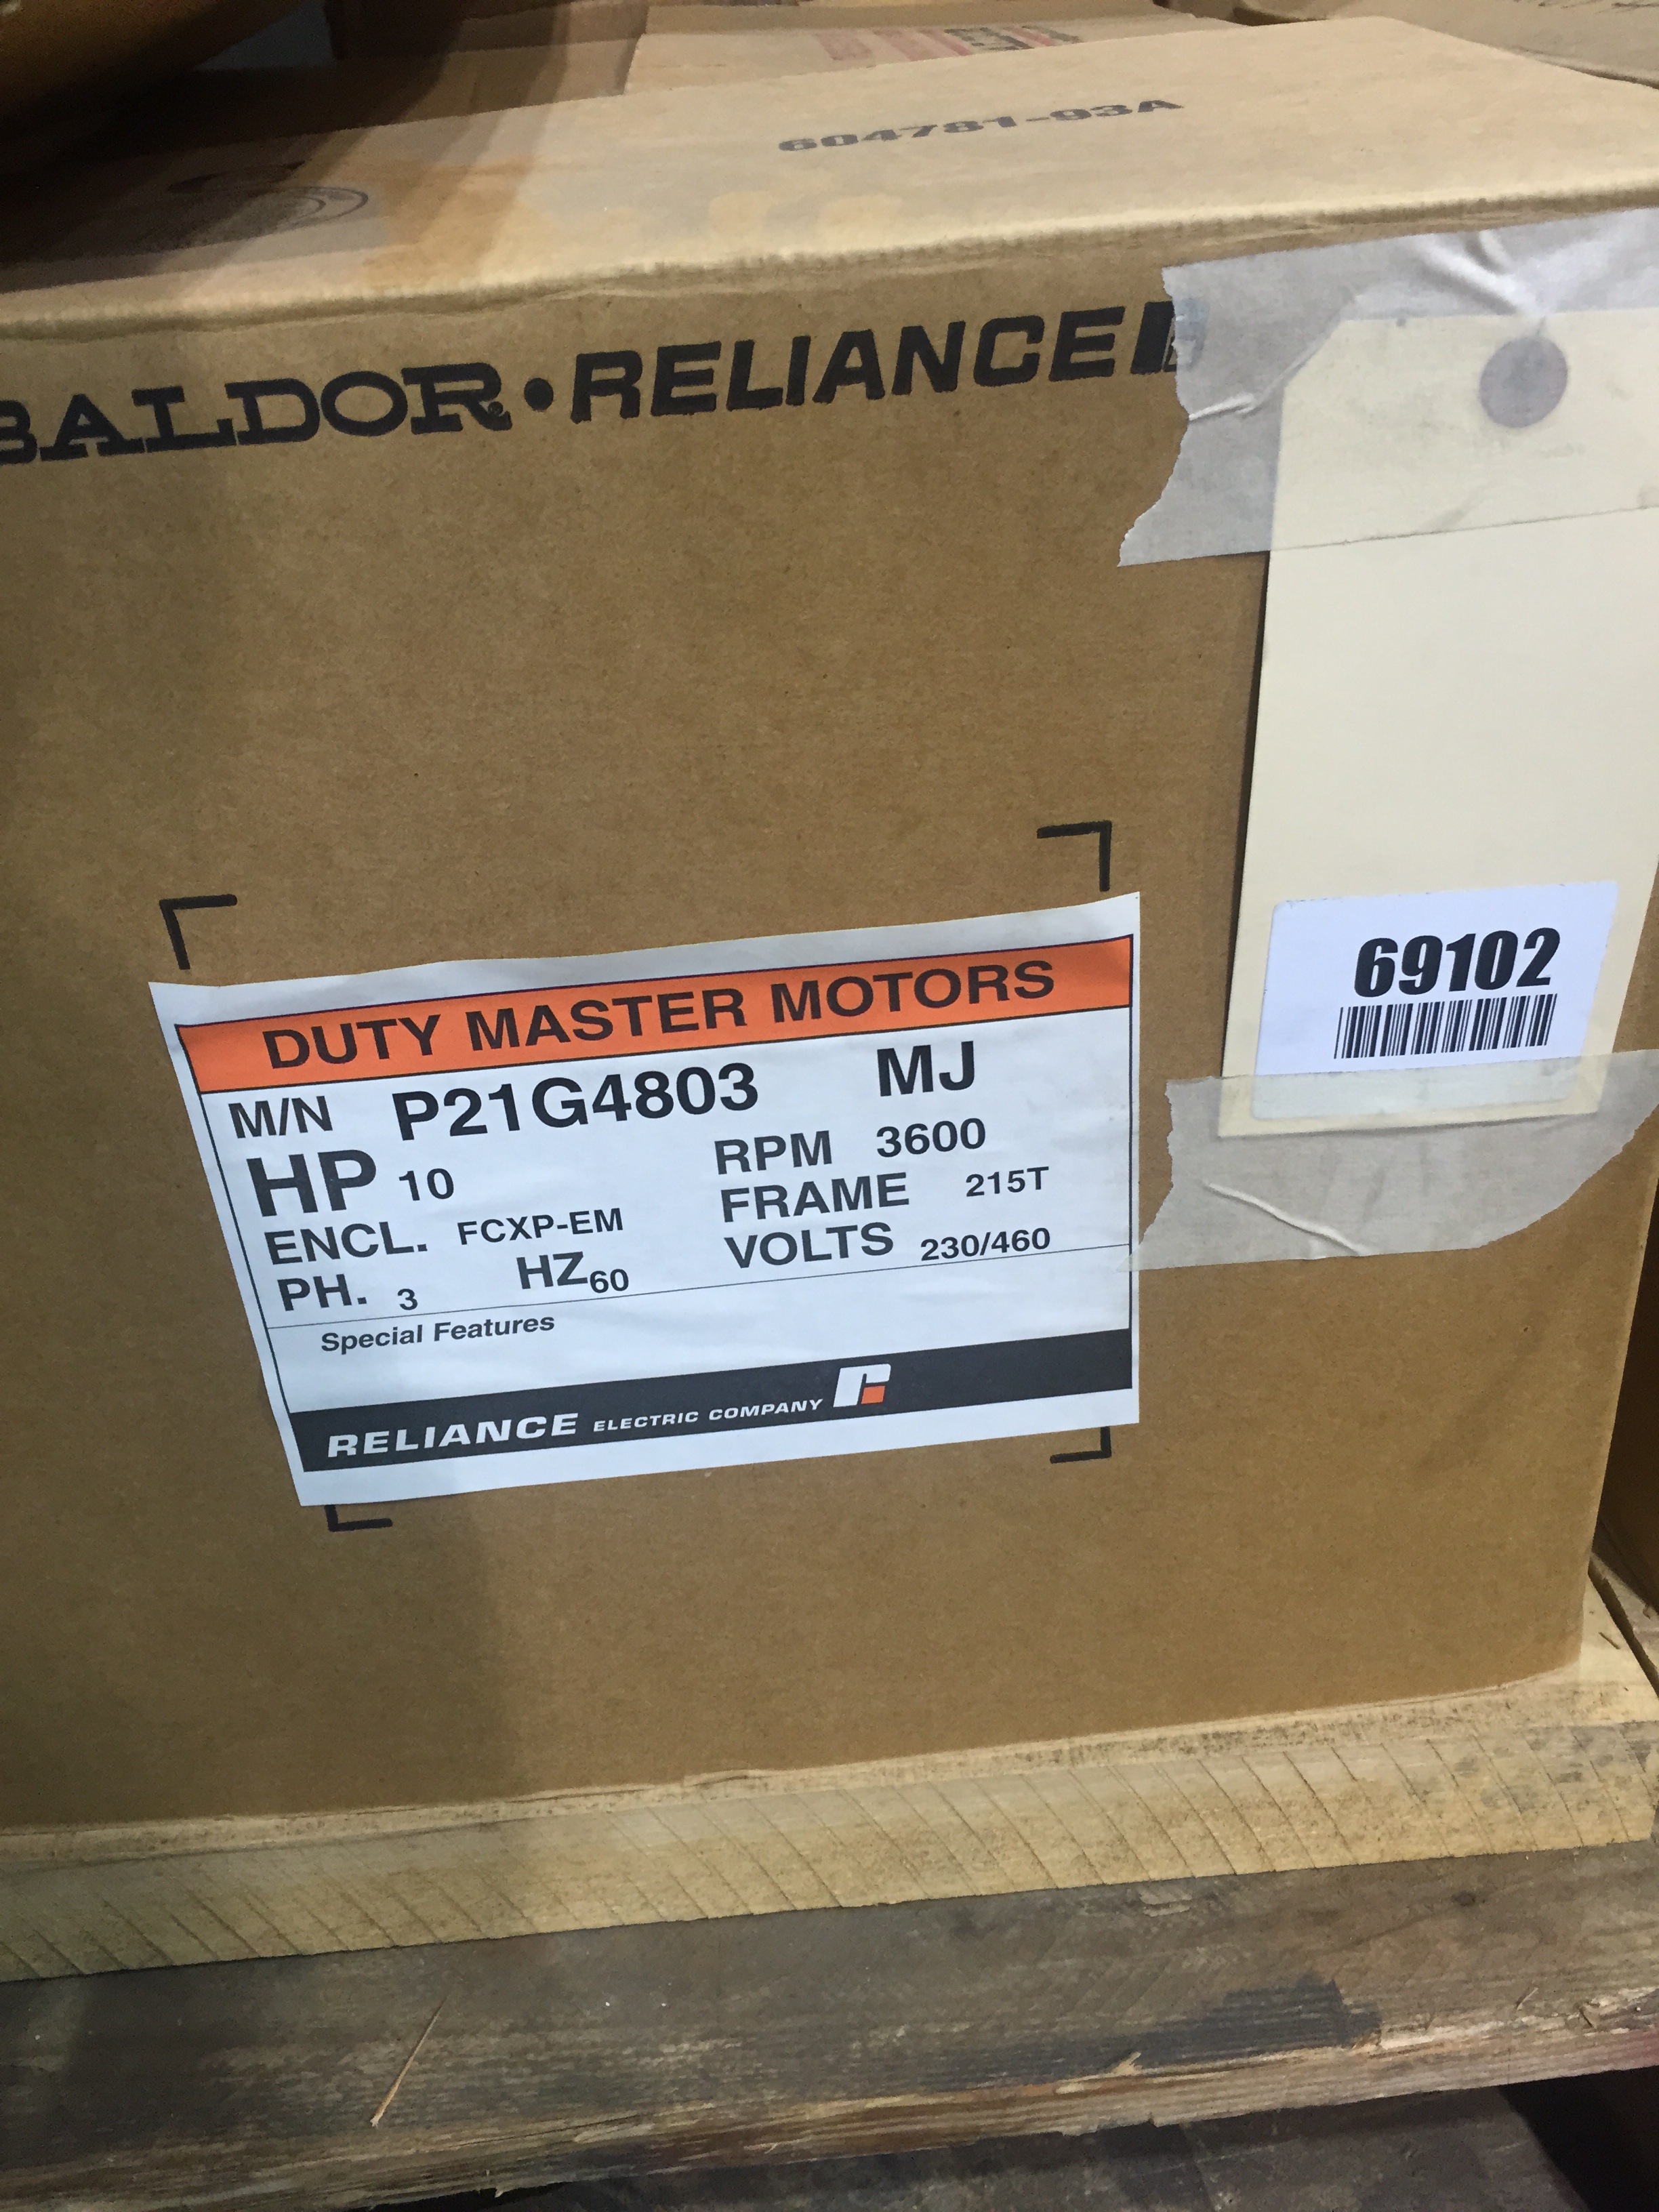 604781-93A
BALDOR®•RELIANCE
69102
DUTY MASTER MOTORS
M/N P21G4803 MJ
HP 10 RPM 3600
ENCL. FCXP-EM FRAME 215T
PH. 3 HZ 60 VOLTS 230/460
Special Features
RELIANCE ELECTRIC COMPANY